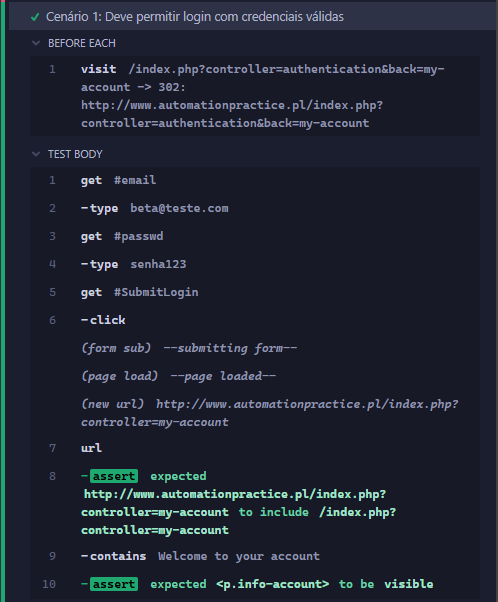 Cenário 1: Deve permitir login com credenciais válidas
BEFORE EACH
1 visit /index.php?controller=authentication&back=my-
account -> 302:
http://www.automationpractice.pl/index.php?
controller=authentication&back=my-account
TEST BODY
1 get #email
2 -type beta@teste.com
3 get #passwd
4 -type senha123
5 get #SubmitLogin
6 -click
(form sub) --submitting form--
(page load) --page loaded--
(new url) http://www.automationpractice.pl/index.php?
controller=my-account
7 url
8 -assert expected
http://www.automationpractice.pl/index.php?
controller=my-account to include /index.php?
controller=my-account
9 -contains Welcome to your account
10 -assert expected <p.info-account> to be visible